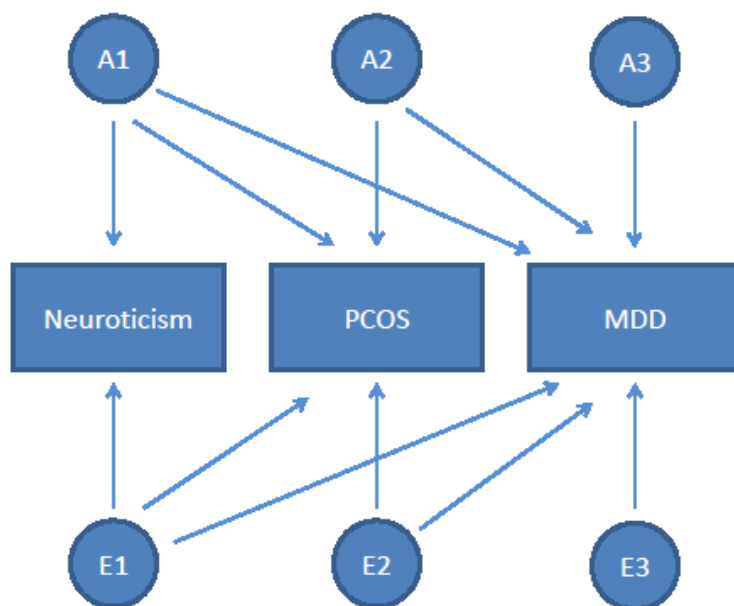 A1
A2
A3
Neuroticism
PCOS
MDD
E1
E2
E3